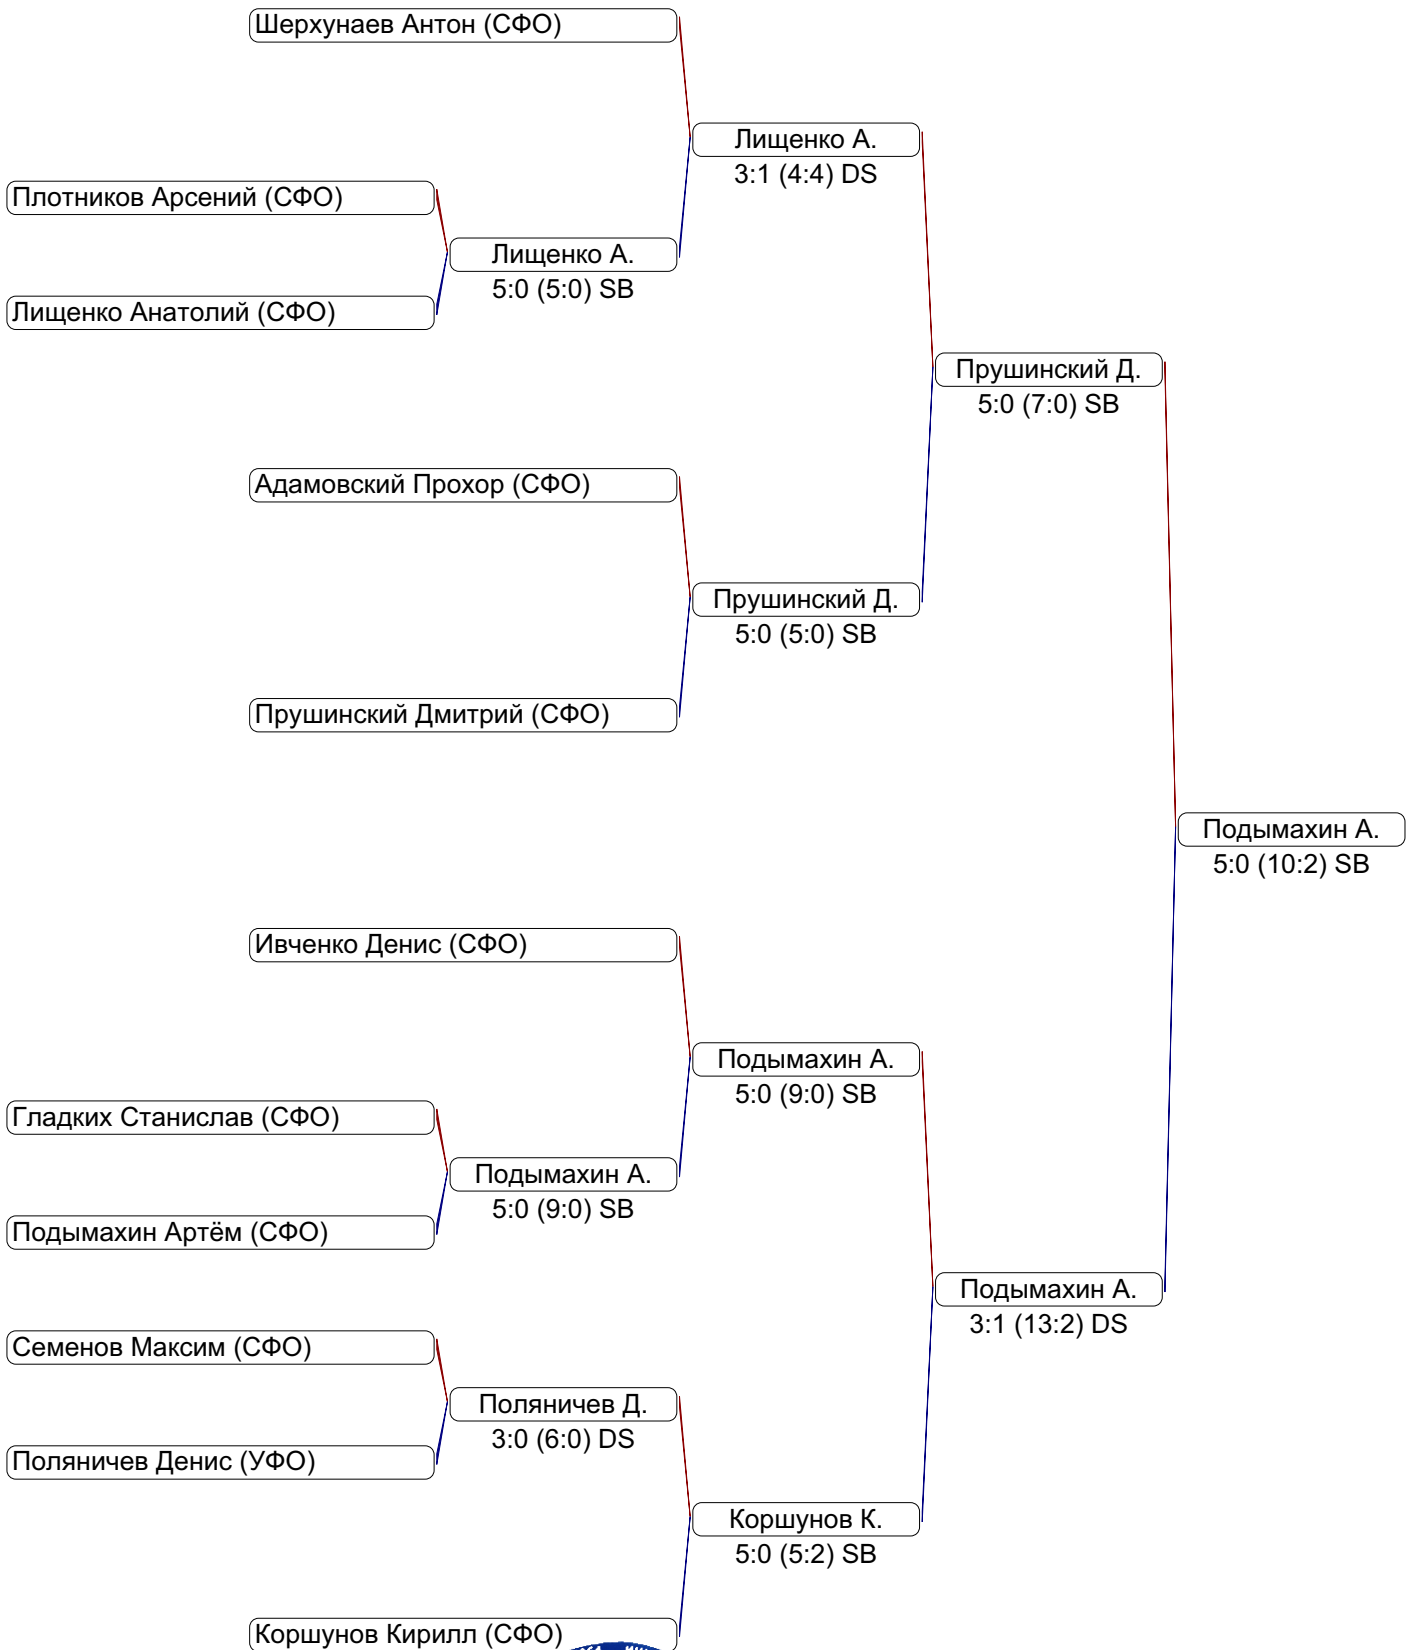 Шерхунаев Антон (СФО)
Лищенко А.
3:1 (4:4) DS
Плотников Арсений (СФО)
Лищенко А.
5:0 (5:0) SB
Лищенко Анатолий (СФО)
Прушинский Д.
5:0 (7:0) SB
Адамовский Прохор (СФО)
Прушинский Д.
5:0 (5:0) SB
Прушинский Дмитрий (СФО)
Подымахин А.
5:0 (10:2) SB
Ивченко Денис (СФО)
Подымахин А.
5:0 (9:0) SB
Гладких Станислав (СФО)
Подымахин А.
5:0 (9:0) SB
Подымахин Артём (СФО)
Подымахин А.
3:1 (13:2) DS
Семенов Максим (СФО)
Поляничев Д.
3:0 (6:0) DS
Поляничев Денис (УФО)
Коршунов К.
5:0 (5:2) SB
Коршунов Кирилл (СФО)